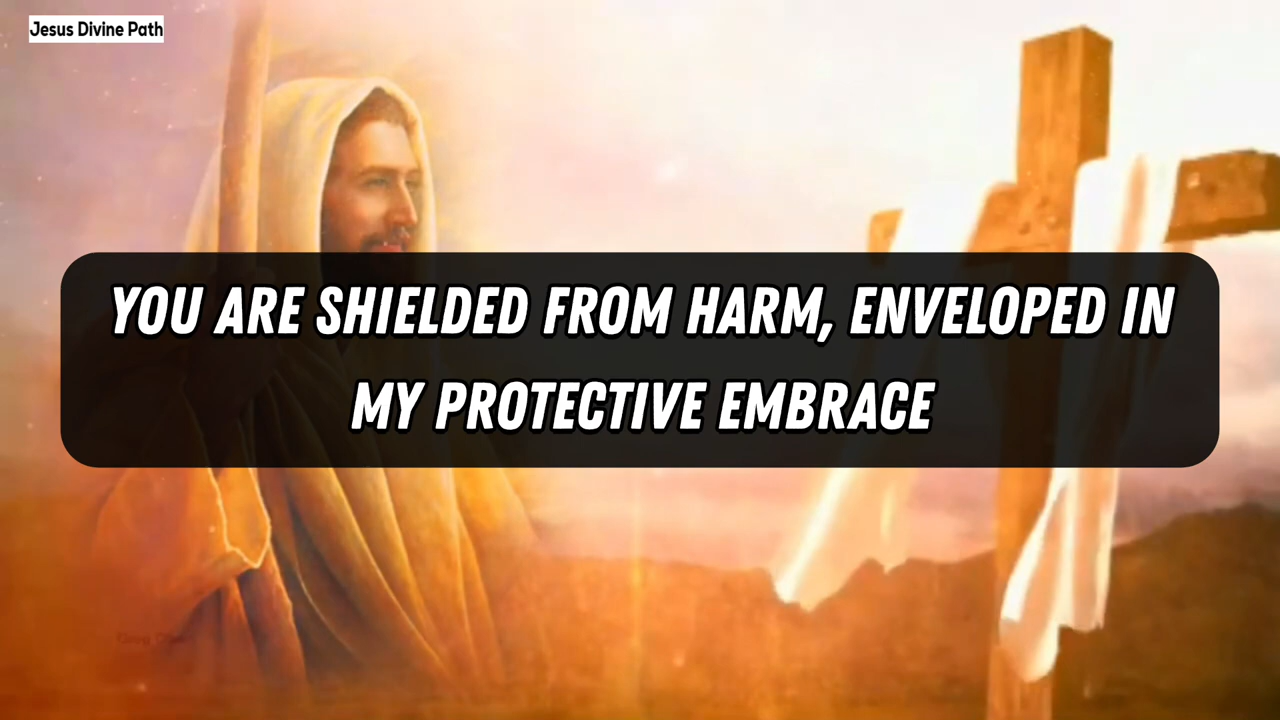 Jesus Divine Path
YOU ARE SHIELDED FROM HARM, ENVELOPED IN
MY PROTECTIVE EMBRACE